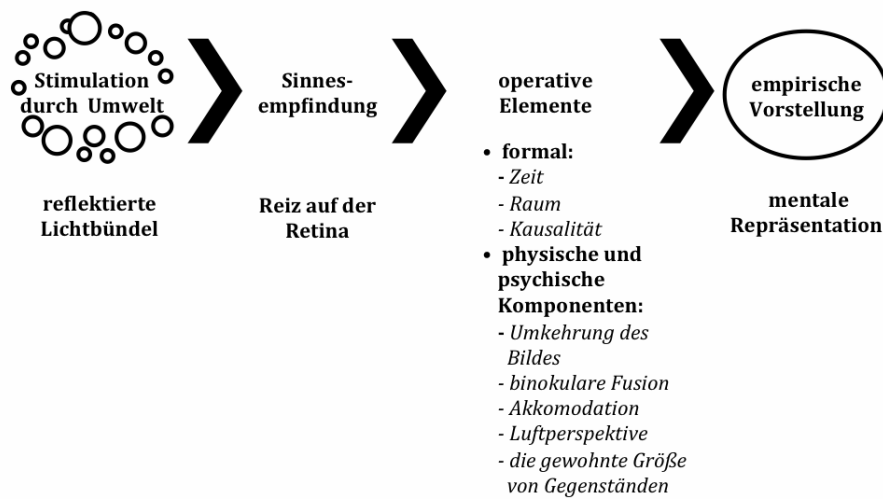 Stimulation
durch Umwelt
reflektierte
Lichtbündel
Sinnes-
empfindung
Reiz auf der
Retina
operative
Elemente
• formal:
- Zeit
- Raum
- Kausalität
• physische und
psychische
Komponenten:
- Umkehrung des
Bildes
- binokulare Fusion
- Akkomodation
- Luftperspektive
- die gewohnte Größe
von Gegenständen
empirische
Vorstellung
mentale
Repräsentation